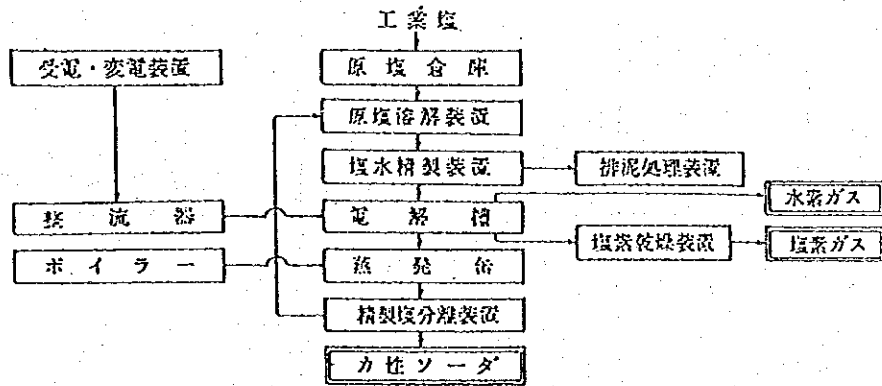 工業塩
受電・変電装置
原塩倉庫
原塩溶解装置
塩水精製装置
排泥処理装置
水素ガス
整流器
電解槽
塩素乾燥装置
塩素ガス
ボイラー
蒸発缶
精製塩分離装置
カ性ソーダ